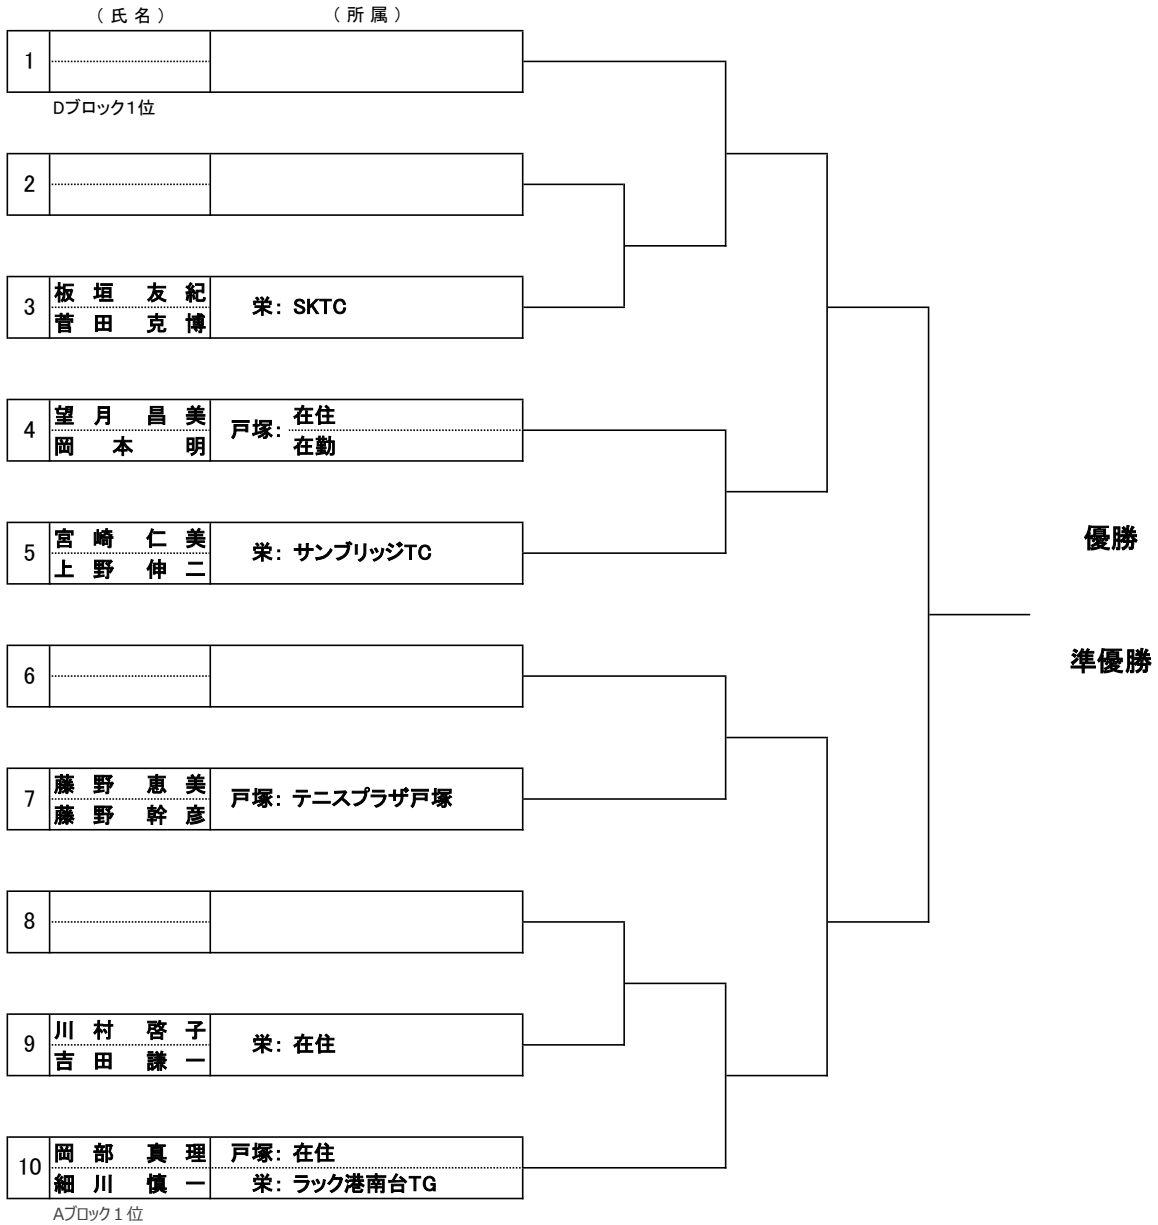 （ 氏 名 ） （ 所 属 ）
1
Dブロック１位
2
板 垣 友 紀
3 栄： SKTC
菅 田 克 博
望 月 昌 美 在住
4 戸塚：
岡 本 明 在勤
宮 崎 仁 美
5 栄： サンブリッジTC
上 野 伸 二
優勝
6
準優勝
藤 野 恵 美
7 戸塚： テニスプラザ戸塚
藤 野 幹 彦
8
川 村 啓 子
9 栄： 在住
吉 田 謙 一
岡 部 真 理 戸塚： 在住
10
細 川 慎 一 栄： ラック港南台TG
Aブロック１位